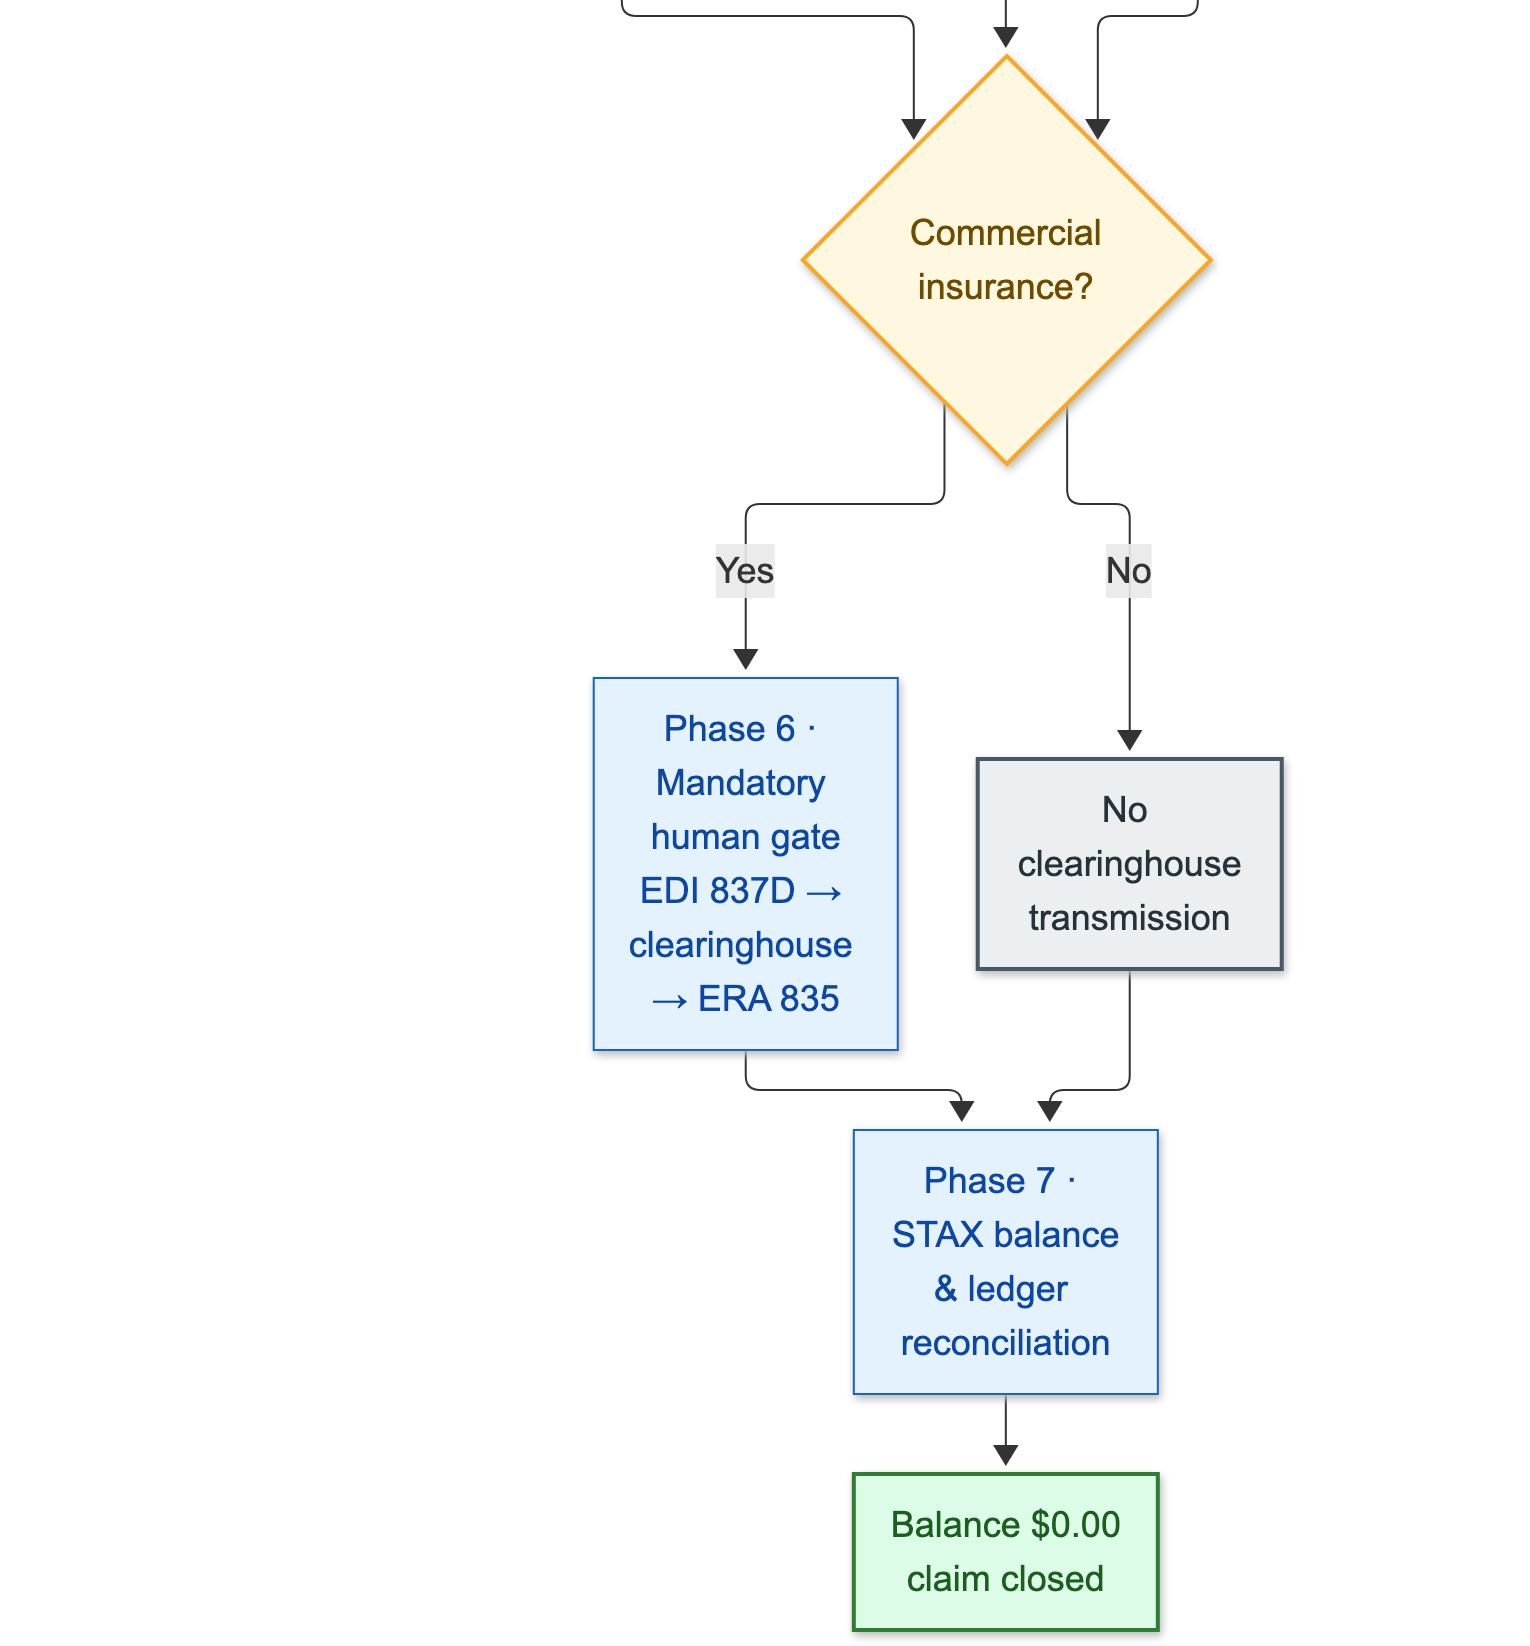 Commercial
insurance?
Yes
No
Phase 6 ·
Mandatory
human gate
EDI 837D →
clearinghouse
→ ERA 835
No
clearinghouse
transmission
Phase 7 ·
STAX balance
& ledger
reconciliation
Balance $0.00
claim closed